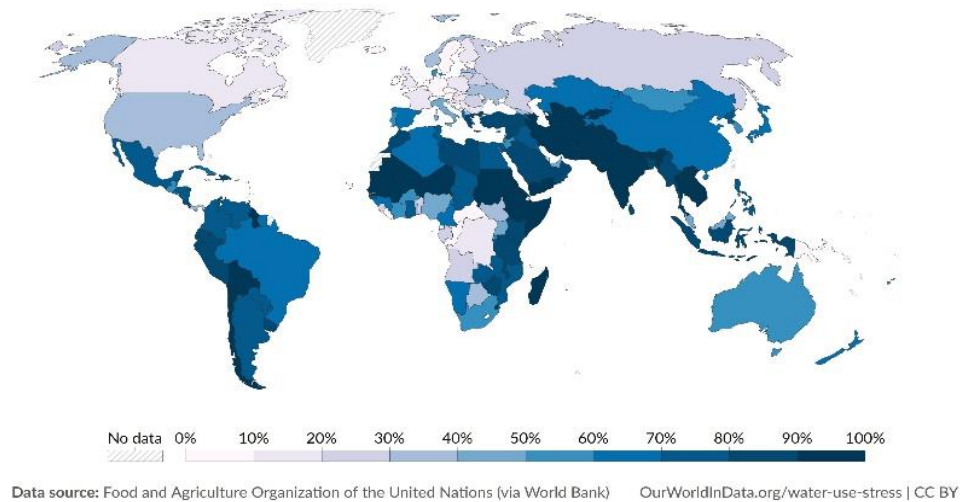 No data 0% 10% 20% 30% 40% 50% 60% 70% 80% 90% 100%
Data source: Food and Agriculture Organization of the United Nations (via World Bank) OurWorldInData.org/water-use-stress | CC BY